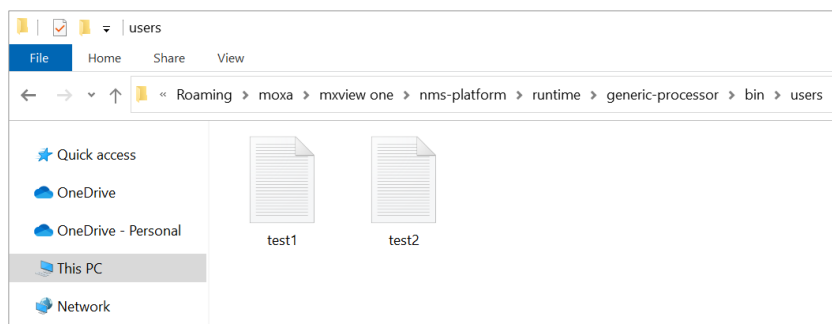 users
File Home Share View
« Roaming > moxa > mxview one > nms-platform > runtime > generic-processor > bin > users
Quick access
OneDrive
OneDrive - Personal
This PC
Network
test1 test2